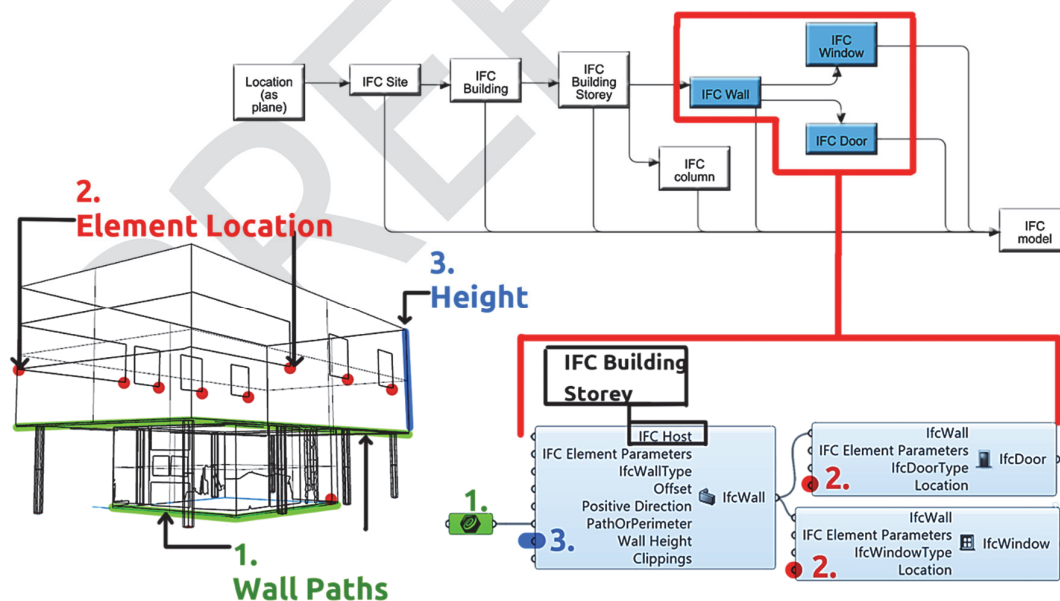 Location
(as
plane)
IFC Site
IFC
Building
IFC
Building
Storey
IFC Wall
IFC
Window
IFC Door
IFC
column
IFC
model
2.
Element Location
3.
Height
1.
Wall Paths
IFC Building
Storey
IFC Host
IFC Element Parameters
IfcWallType
Offset
Positive Direction
PathOrPerimeter
Wall Height
Clippings
IfcWall
1.
3.
IfcWall
IFC Element Parameters
IfcDoorType
Location
IfcDoor
2.
IfcWall
IFC Element Parameters
IfcWindowType
Location
IfcWindow
2.